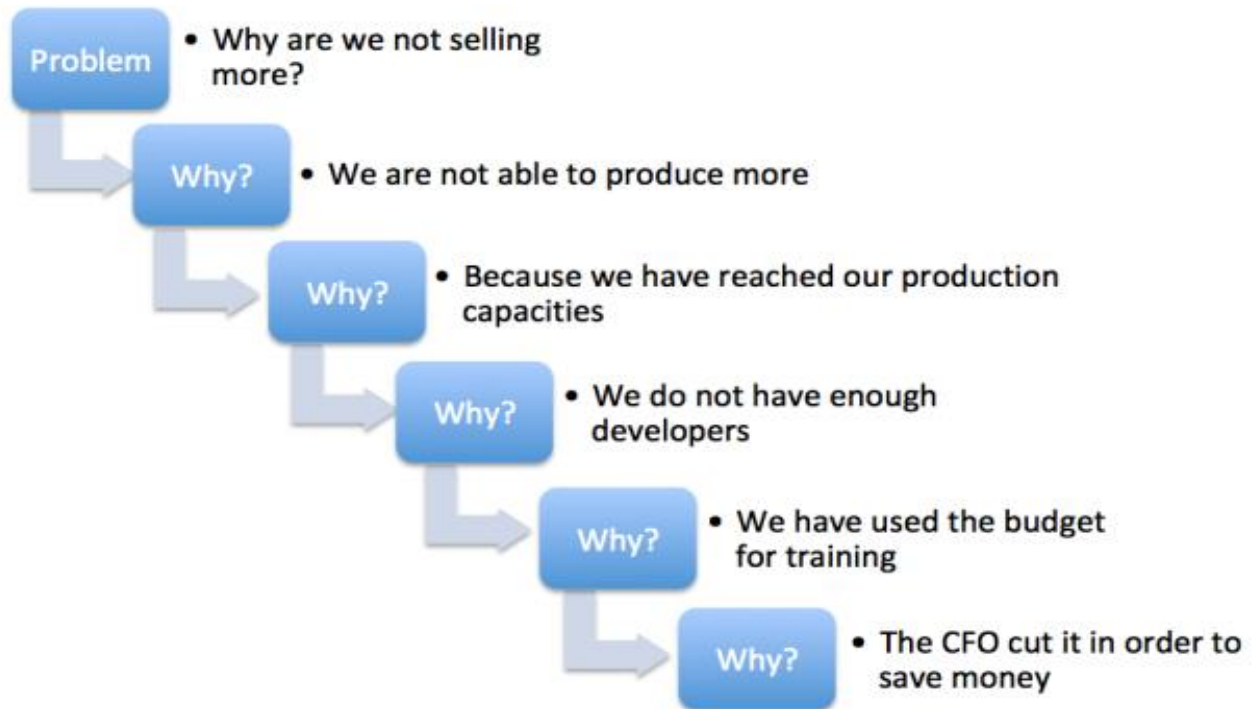 Problem
• Why are we not selling
more?
Why?
• We are not able to produce more
Why?
• Because we have reached our production
capacities
Why?
• We do not have enough
developers
Why?
• We have used the budget
for training
Why?
• The CFO cut it in order to
save money